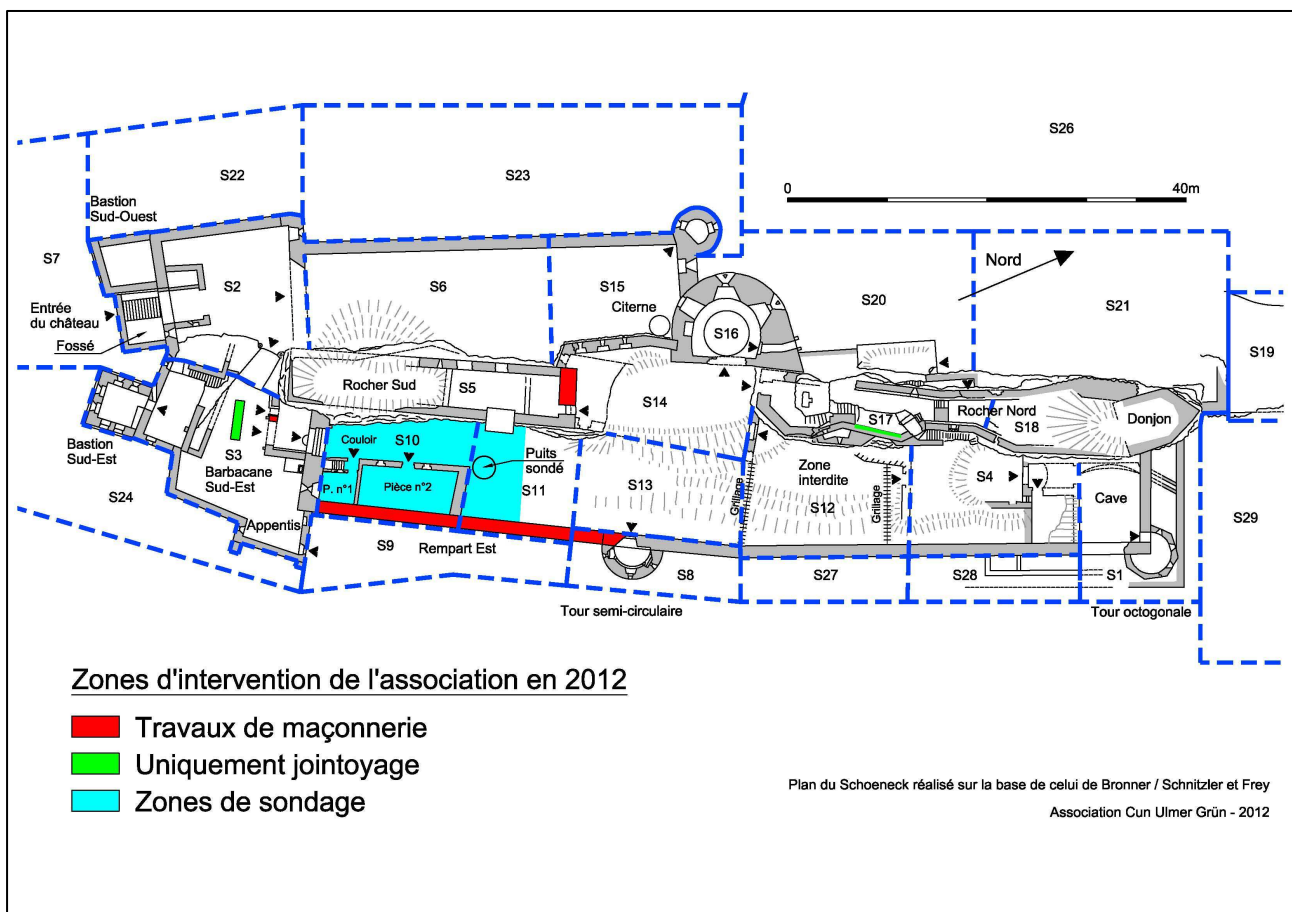 S26
S22
S23
0
40m
Bastion
Sud-Ouest
S7
S2
S6
S15
Nord
S20
S21
Entrée
du château
Fossé
Citerne
S16
S19
Rocher Sud
S5
S14
S17
Rocher Nord
S18
Donjon
Bastion
Sud-Est
S3
Barbacane
Sud-Est
Couloir
S10
Puits
sondé
P. n°1
Pièce n°2
S11
S13
Grillage
Zone
interdite
S12
Grillage
S4
Cave
S24
Appentis
S9
Rempart Est
S8
S27
S28
S1
S29
Tour semi-circulaire
Tour octogonale
Zones d'intervention de l'association en 2012
Travaux de maçonnerie
Uniquement jointoyage
Zones de sondage
Plan du Schoeneck réalisé sur la base de celui de Bronner / Schnitzler et Frey
Association Cun Ulmer Grün - 2012